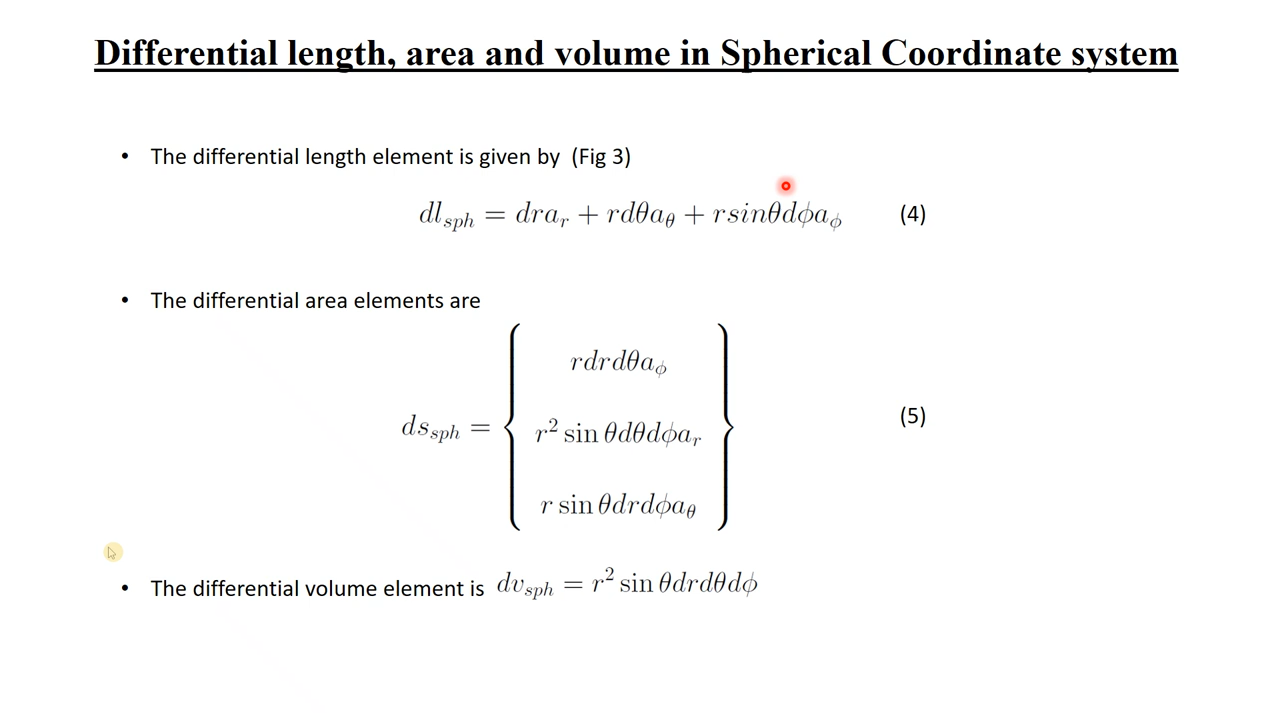 Differential length, area and volume in Spherical Coordinate system
• The differential length element is given by (Fig 3)
dl_sph = dra_r + rdθa_θ + rsinθdϕa_ϕ (4)
• The differential area elements are
rdrdθa_ϕ
ds_sph = { r² sin θdθdϕa_r } (5)
r sin θdrdϕa_θ
• The differential volume element is dv_sph = r² sin θdrdθdϕ